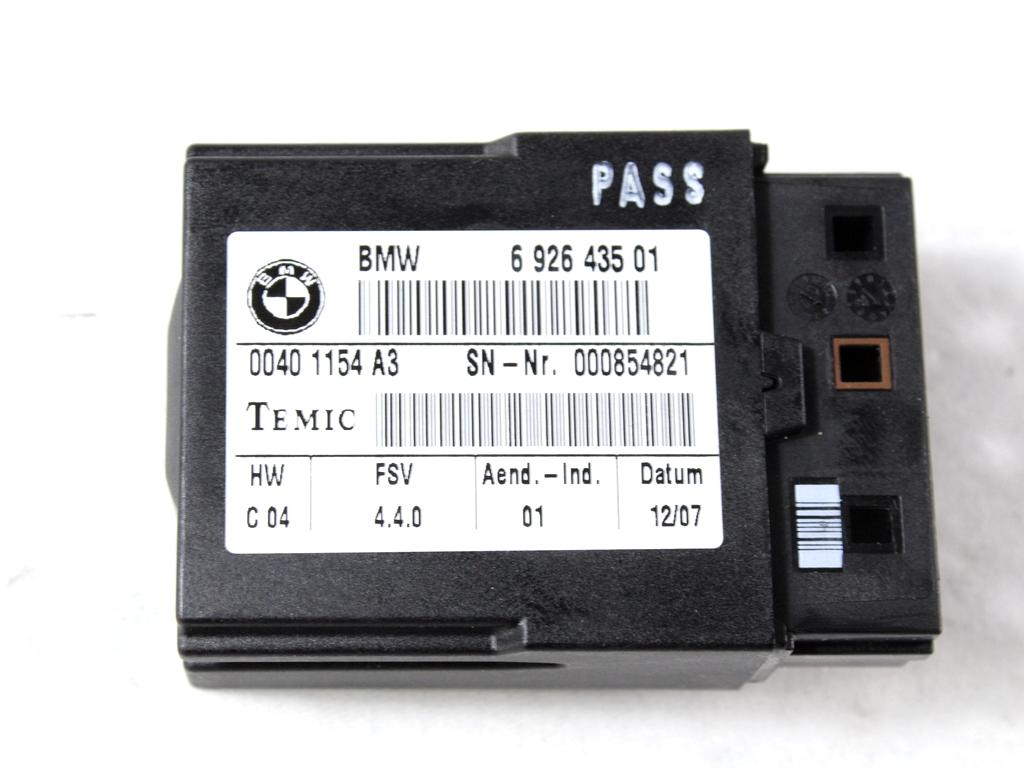 PASS
BMW 6 926 435 01
BMW
0040 1154 A3 SN-Nr. 000854821
TEMIC
HW FSV Aend.-Ind. Datum
C 04 4.4.0 01 12/07